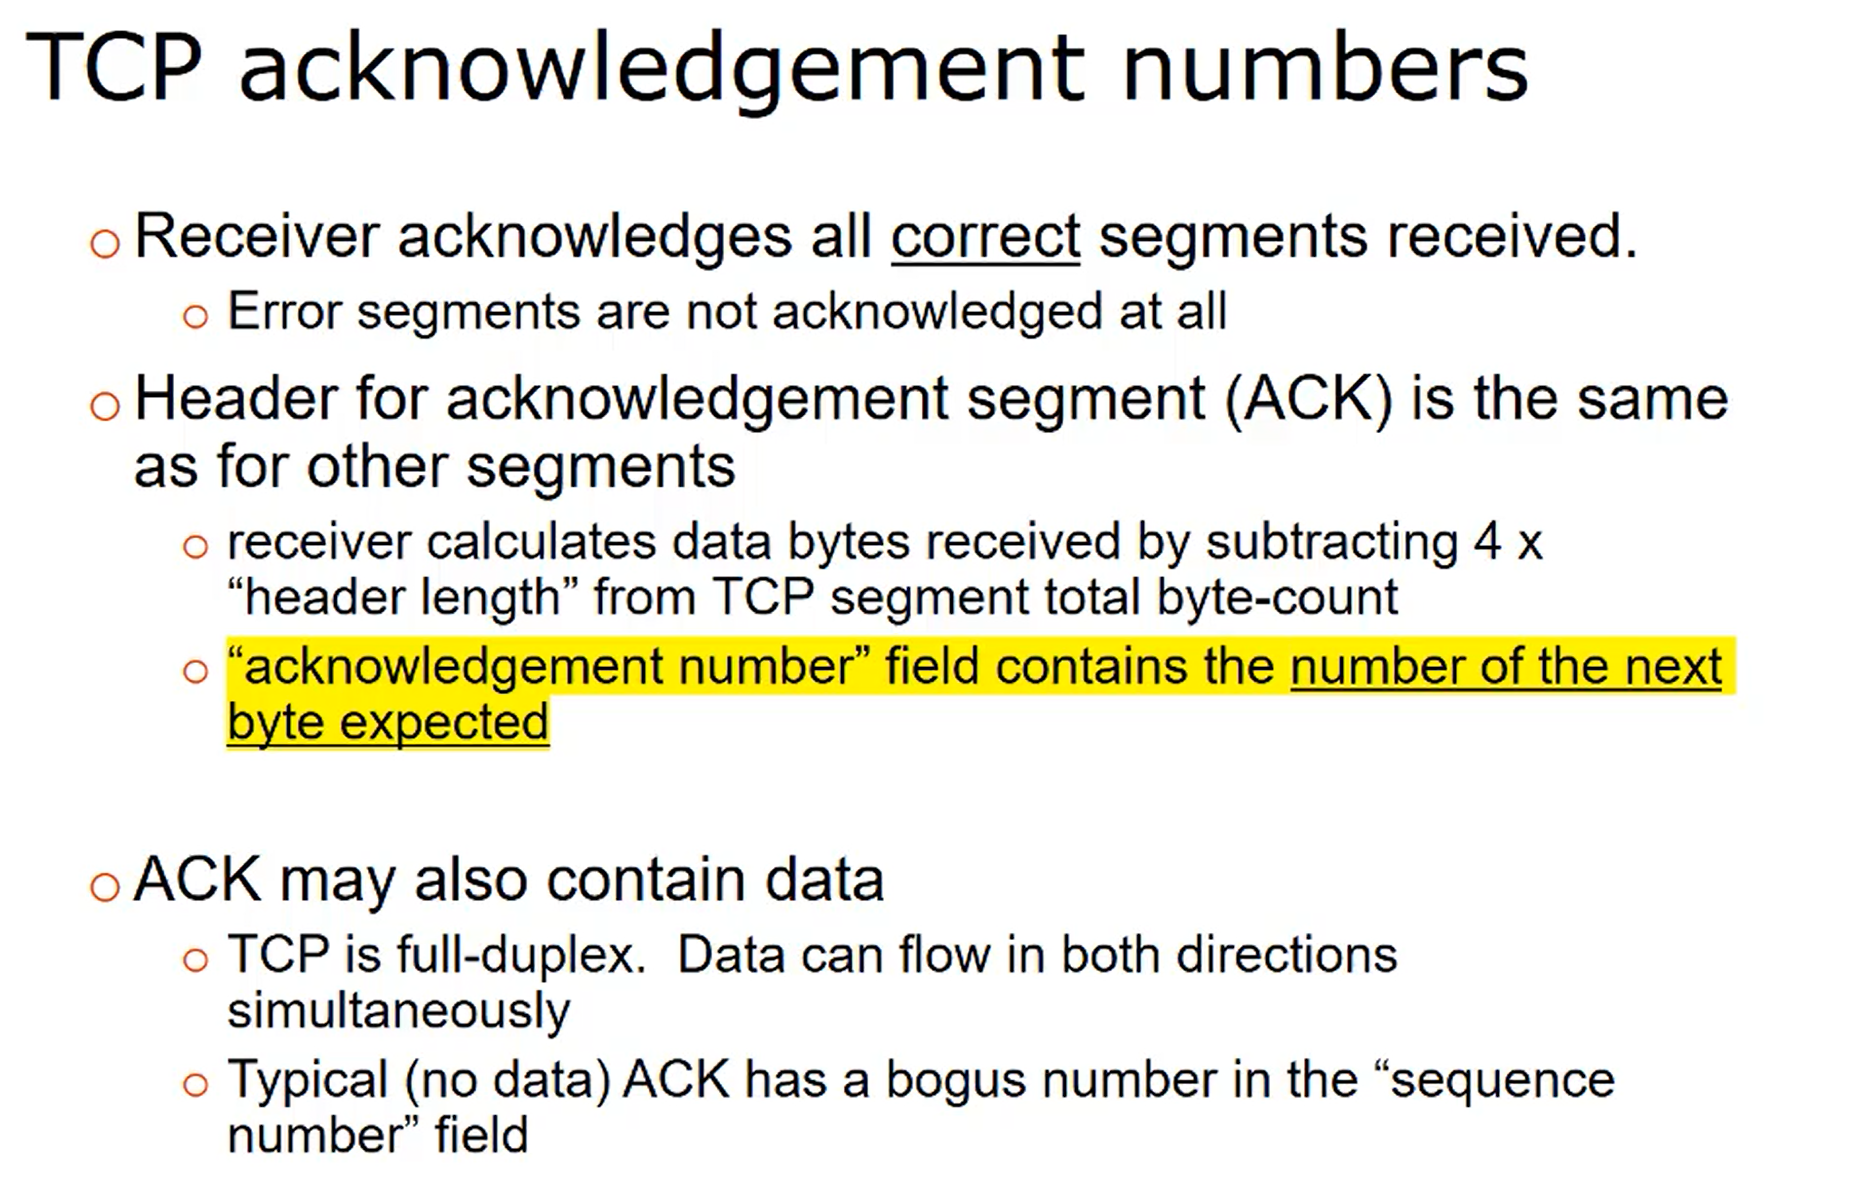 TCP acknowledgement numbers
Receiver acknowledges all correct segments received.
Error segments are not acknowledged at all
Header for acknowledgement segment (ACK) is the same
as for other segments
receiver calculates data bytes received by subtracting 4 x
“header length” from TCP segment total byte-count
“acknowledgement number” field contains the number of the next
byte expected
ACK may also contain data
TCP is full-duplex.  Data can flow in both directions
simultaneously
Typical (no data) ACK has a bogus number in the “sequence
number” field